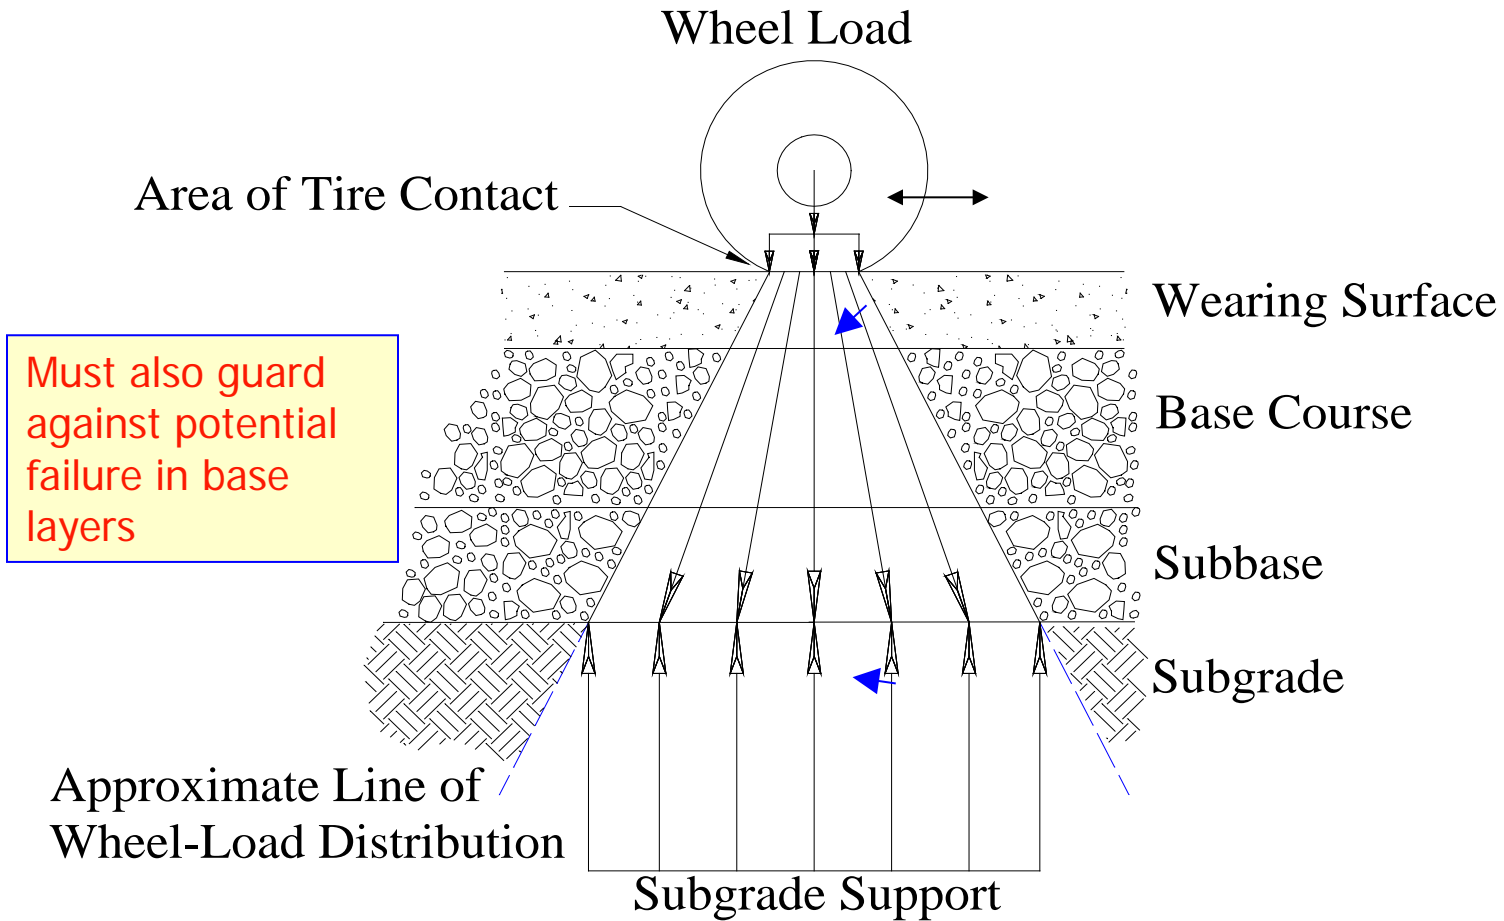 Wheel Load
Area of Tire Contact
Wearing Surface
Must also guard
against potential
failure in base
layers
Base Course
Subbase
Subgrade
Approximate Line of
Wheel-Load Distribution
Subgrade Support